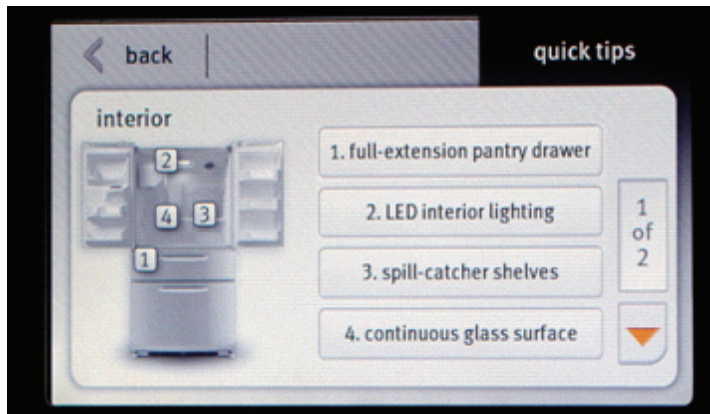 back
quick tips
interior
2
4
3
1
1. full-extension pantry drawer
2. LED interior lighting
3. spill-catcher shelves
4. continuous glass surface
1
of
2